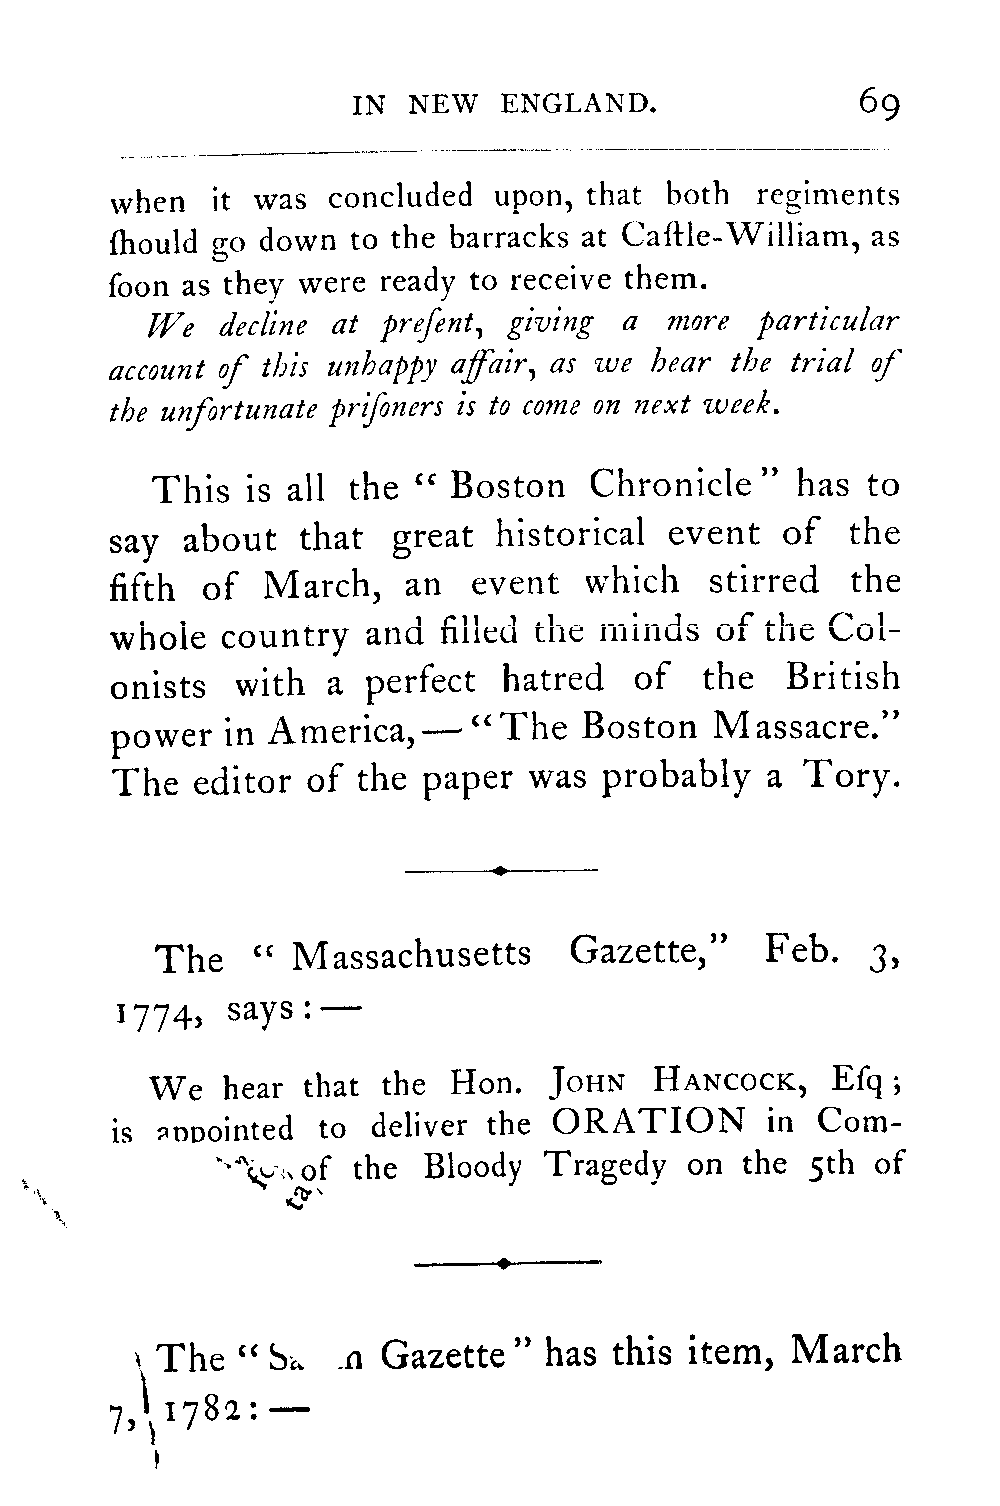 IN NEW ENGLAND. 69
when it was concluded upon, that both regiments
ſhould go down to the barracks at Caſtle-William, as
ſoon as they were ready to receive them.
We decline at preſent, giving a more particular
account of this unhappy affair, as we hear the trial of
the unfortunate priſoners is to come on next week.
This is all the “ Boston Chronicle ” has to
say about that great historical event of the
fifth of March, an event which stirred the
whole country and filled the minds of the Col-
onists with a perfect hatred of the British
power in America, — “ The Boston Massacre.”
The editor of the paper was probably a Tory.
The “ Massachusetts Gazette,” Feb. 3,
1774, says : —
We hear that the Hon. JOHN HANCOCK, Eſq ;
is appointed to deliver the ORATION in Com-
of the Bloody Tragedy on the 5th of
The “ Gazette ” has this item, March
7, 1782 : —